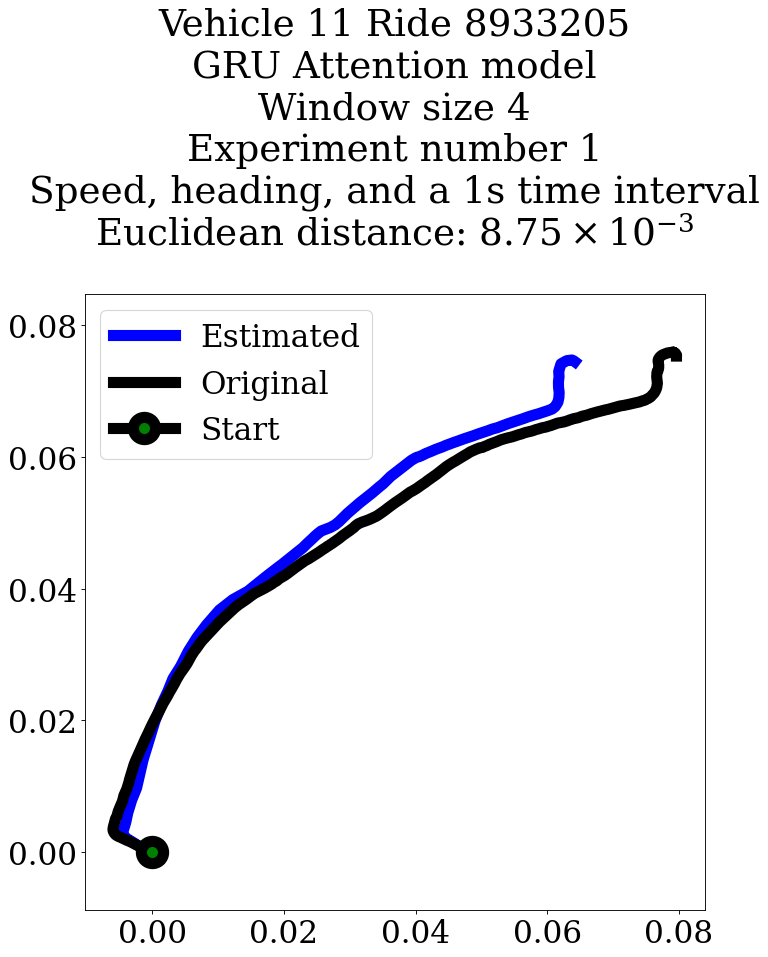 Vehicle 11 Ride 8933205
GRU Attention model
Window size 4
Experiment number 1
Speed, heading, and a 1s time interval
Euclidean distance: 8.75 × 10⁻³
Estimated
Original
Start
0.08
0.06
0.04
0.02
0.00
0.00 0.02 0.04 0.06 0.08